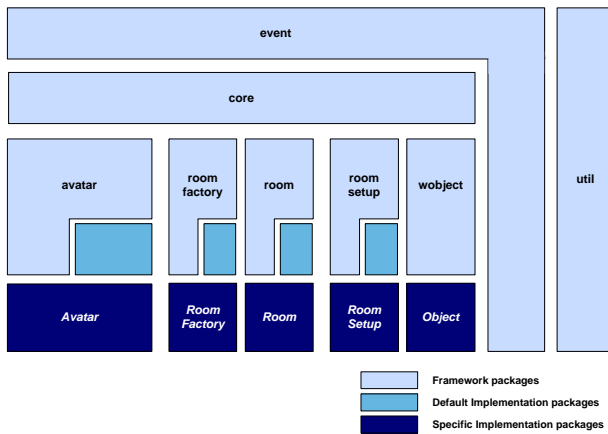 event
core
avatar
room
factory
room
room
setup
wobject
util
Avatar
Room
Factory
Room
Room
Setup
Object
Framework packages
Default Implementation packages
Specific Implementation packages